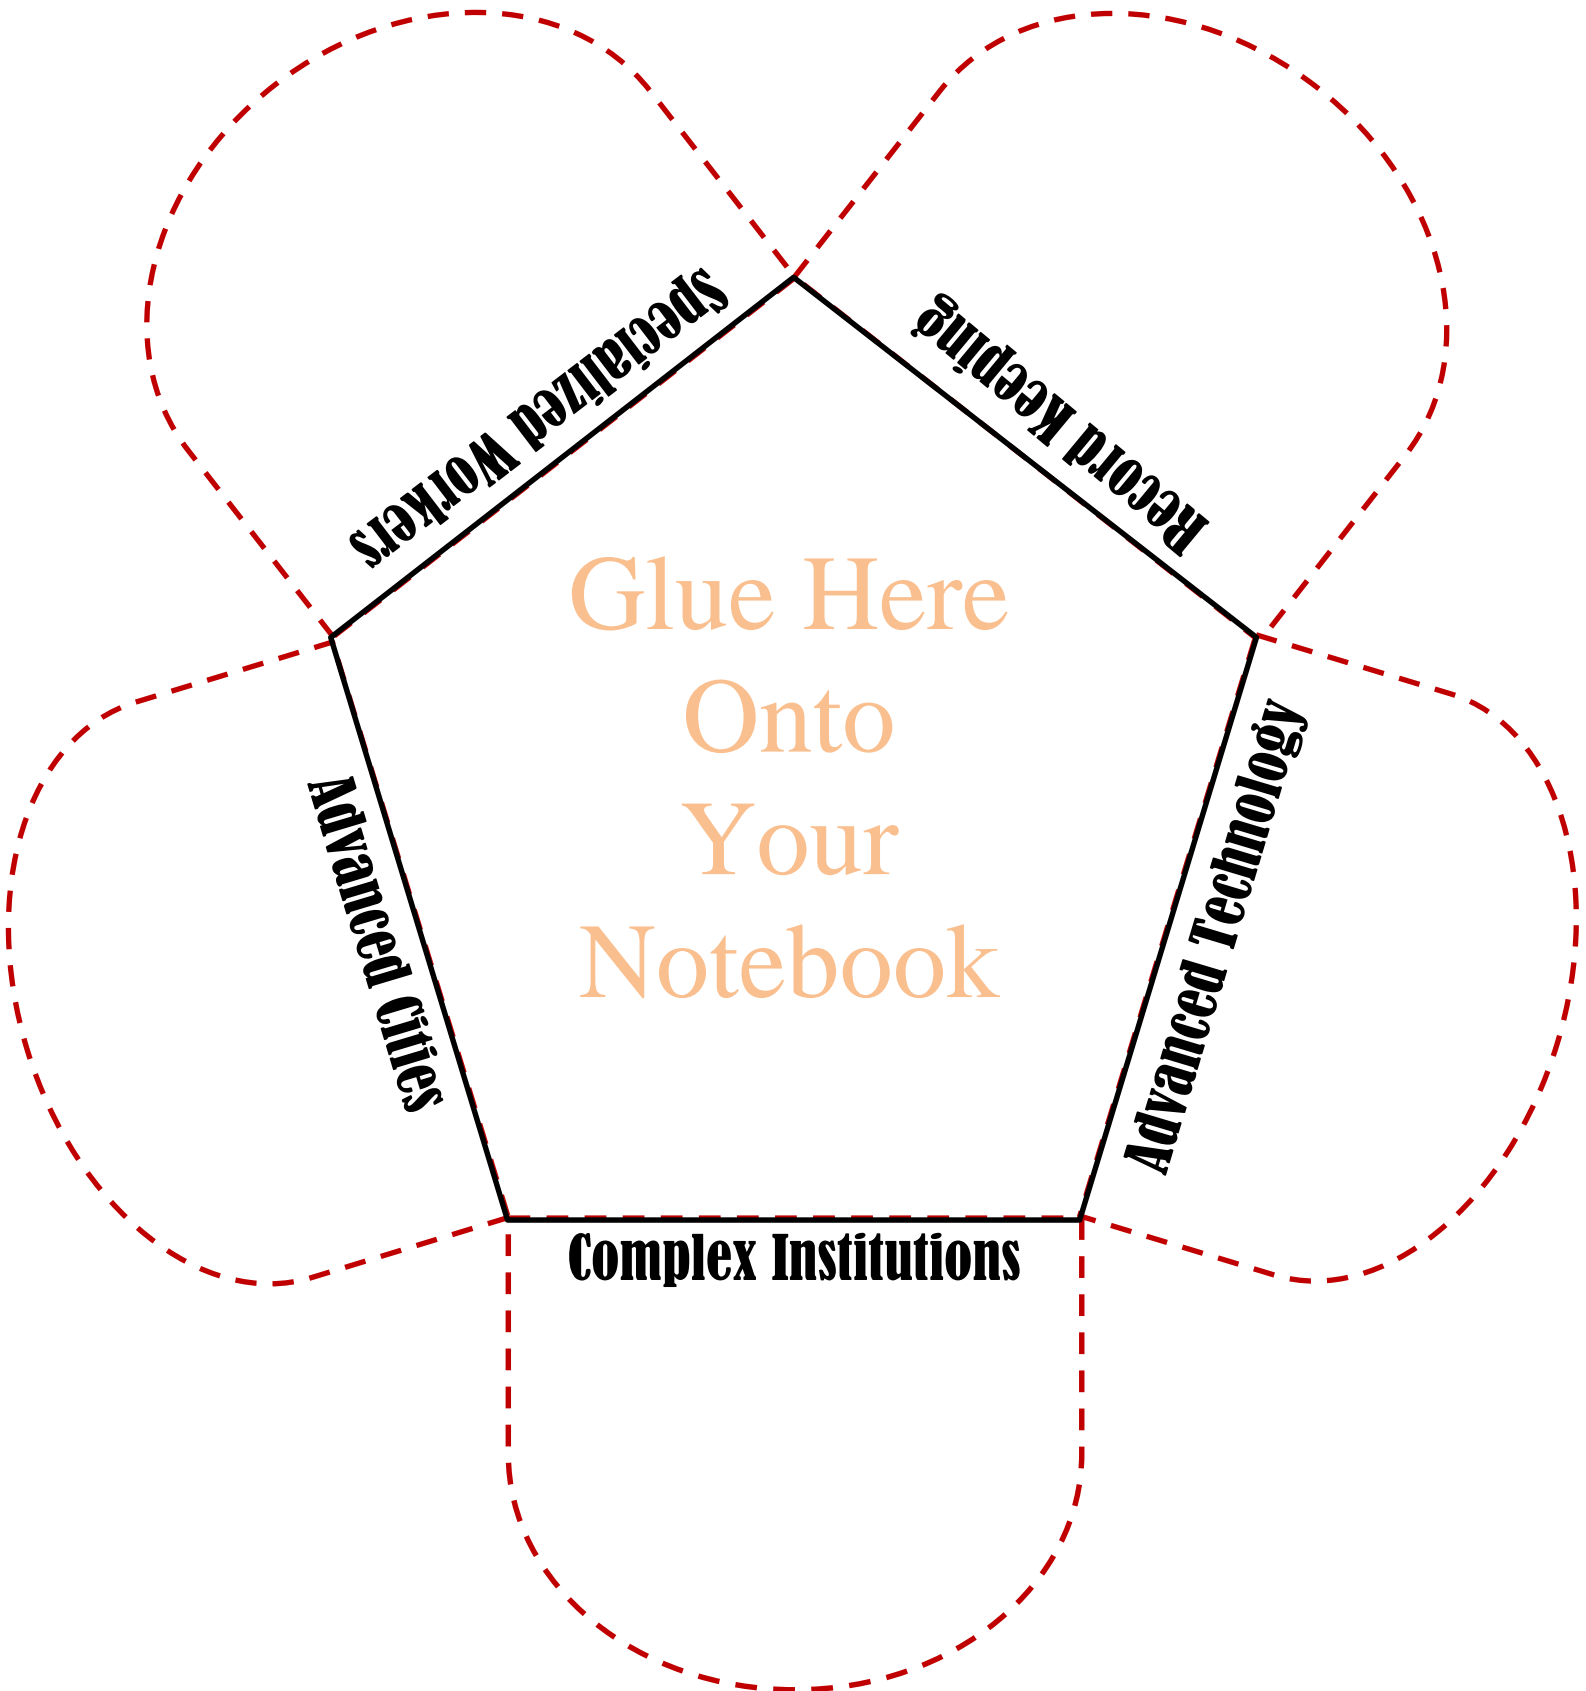 Specialized Workers
Record Keeping
Glue Here
Onto
Your
Notebook
Advanced Cities
Advanced Technology
Complex Institutions